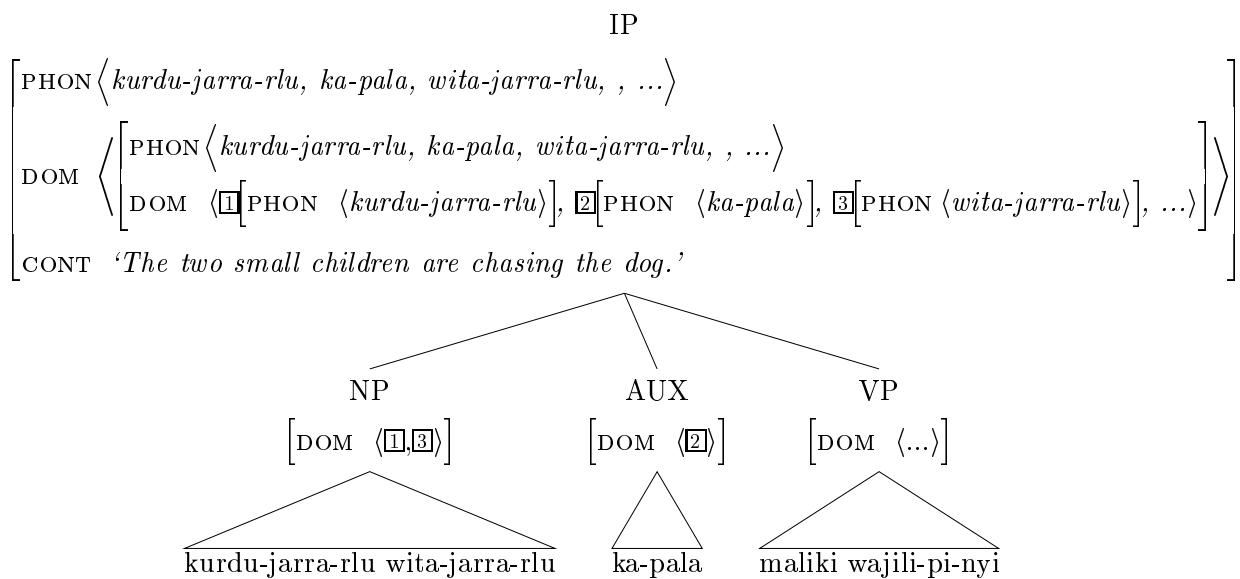 IP
PHON ⟨kurdu-jarra-rlu, ka-pala, wita-jarra-rlu, , ...⟩
PHON ⟨kurdu-jarra-rlu, ka-pala, wita-jarra-rlu, , ...⟩
DOM
DOM ⟨1[PHON ⟨kurdu-jarra-rlu⟩], 2[PHON ⟨ka-pala⟩], 3[PHON ⟨wita-jarra-rlu⟩], ...⟩
CONT ‘The two small children are chasing the dog.’
NP AUX VP
[DOM ⟨1,3⟩] [DOM ⟨2⟩] [DOM ⟨...⟩]
kurdu-jarra-rlu wita-jarra-rlu ka-pala maliki wajili-pi-nyi